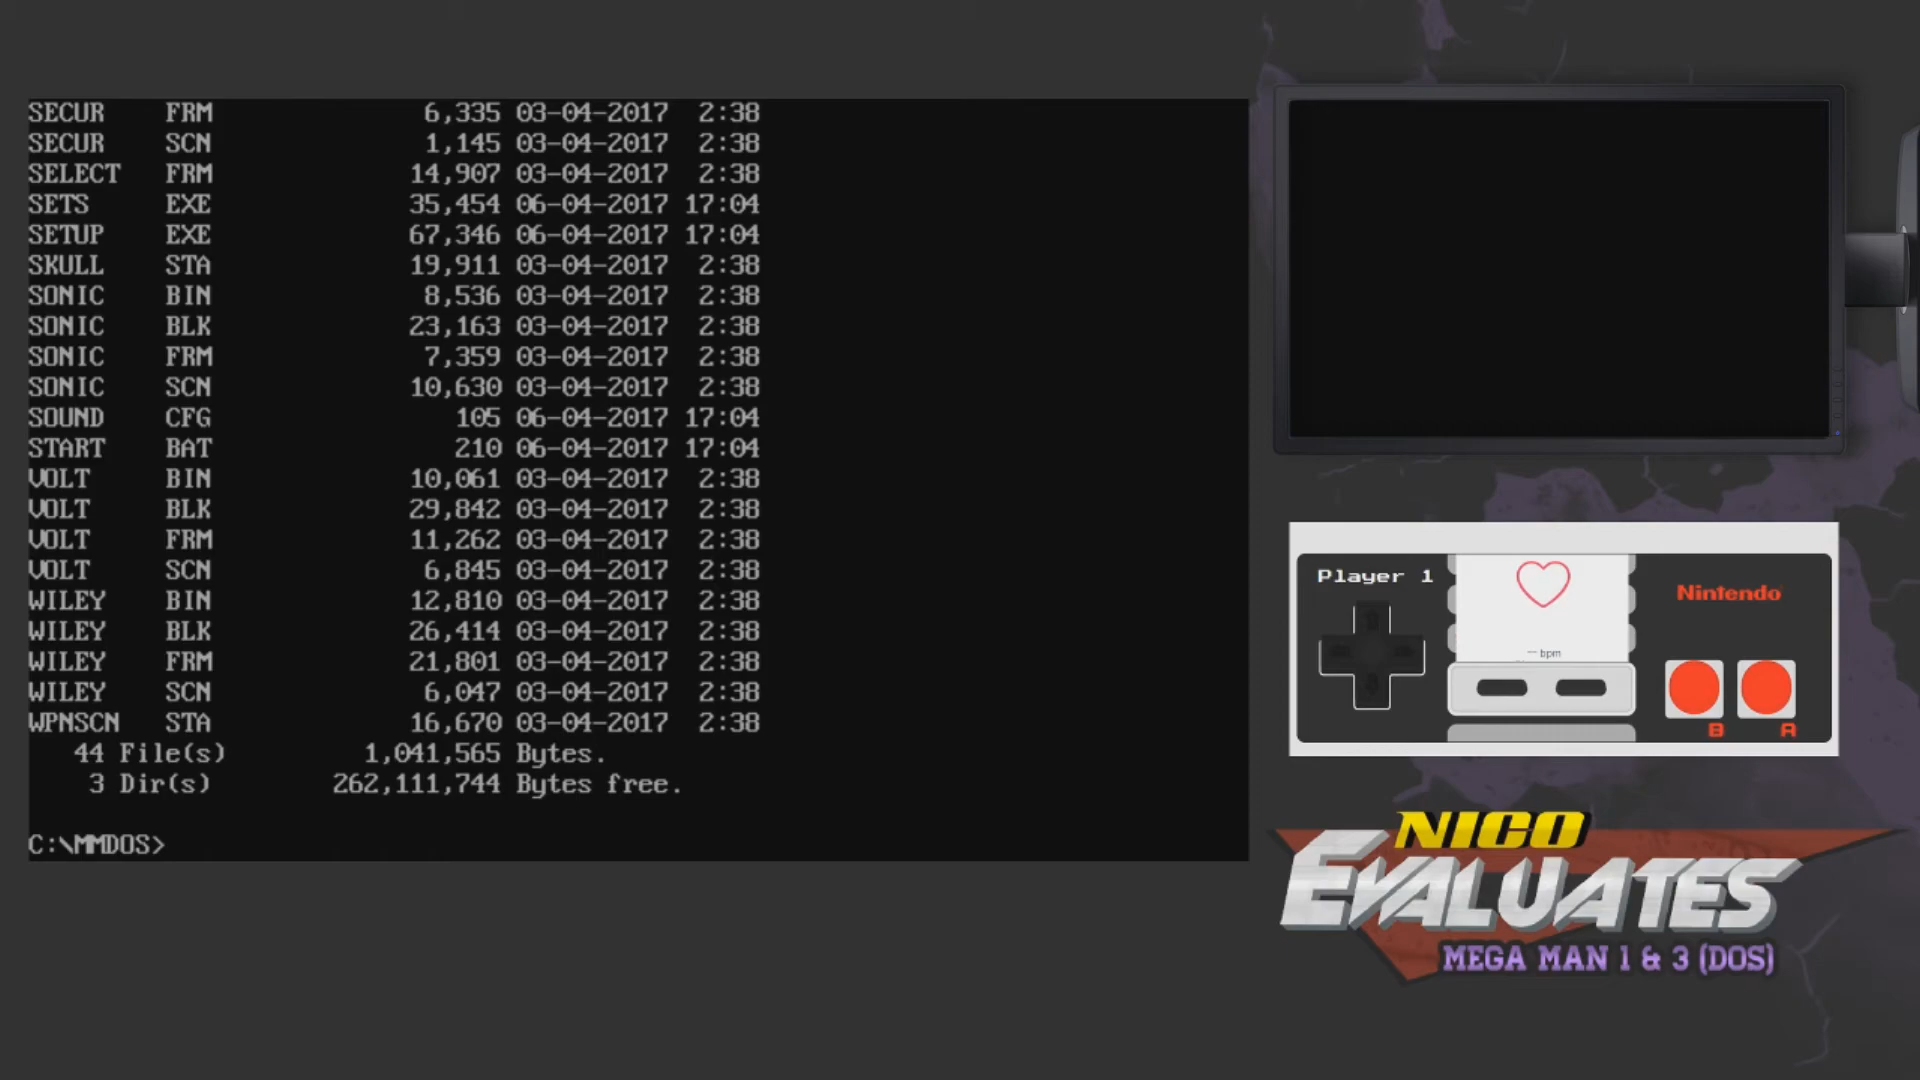 SECUR FRM 6,335 03-04-2017 2:38
SECUR SCN 1,145 03-04-2017 2:38
SELECT FRM 14,907 03-04-2017 2:38
SETS EXE 35,454 06-04-2017 17:04
SETUP EXE 67,346 06-04-2017 17:04
SKULL STA 19,911 03-04-2017 2:38
SONIC BIN 8,536 03-04-2017 2:38
SONIC BLK 23,163 03-04-2017 2:38
SONIC FRM 7,359 03-04-2017 2:38
SONIC SCN 10,630 03-04-2017 2:38
SOUND CFG 105 06-04-2017 17:04
START BAT 210 06-04-2017 17:04
VOLT BIN 10,061 03-04-2017 2:38
VOLT BLK 29,842 03-04-2017 2:38
VOLT FRM 11,262 03-04-2017 2:38
VOLT SCN 6,845 03-04-2017 2:38
WILEY BIN 12,810 03-04-2017 2:38
WILEY BLK 26,414 03-04-2017 2:38
WILEY FRM 21,801 03-04-2017 2:38
WILEY SCN 6,047 03-04-2017 2:38
WPNSCN STA 16,670 03-04-2017 2:38
44 File(s) 1,041,565 Bytes.
3 Dir(s) 262,111,744 Bytes free.
C:\MMDOS>
Player 1
-- bpm
Nintendo
B A
NICO
EVALUATES
MEGA MAN 1 & 3 (DOS)